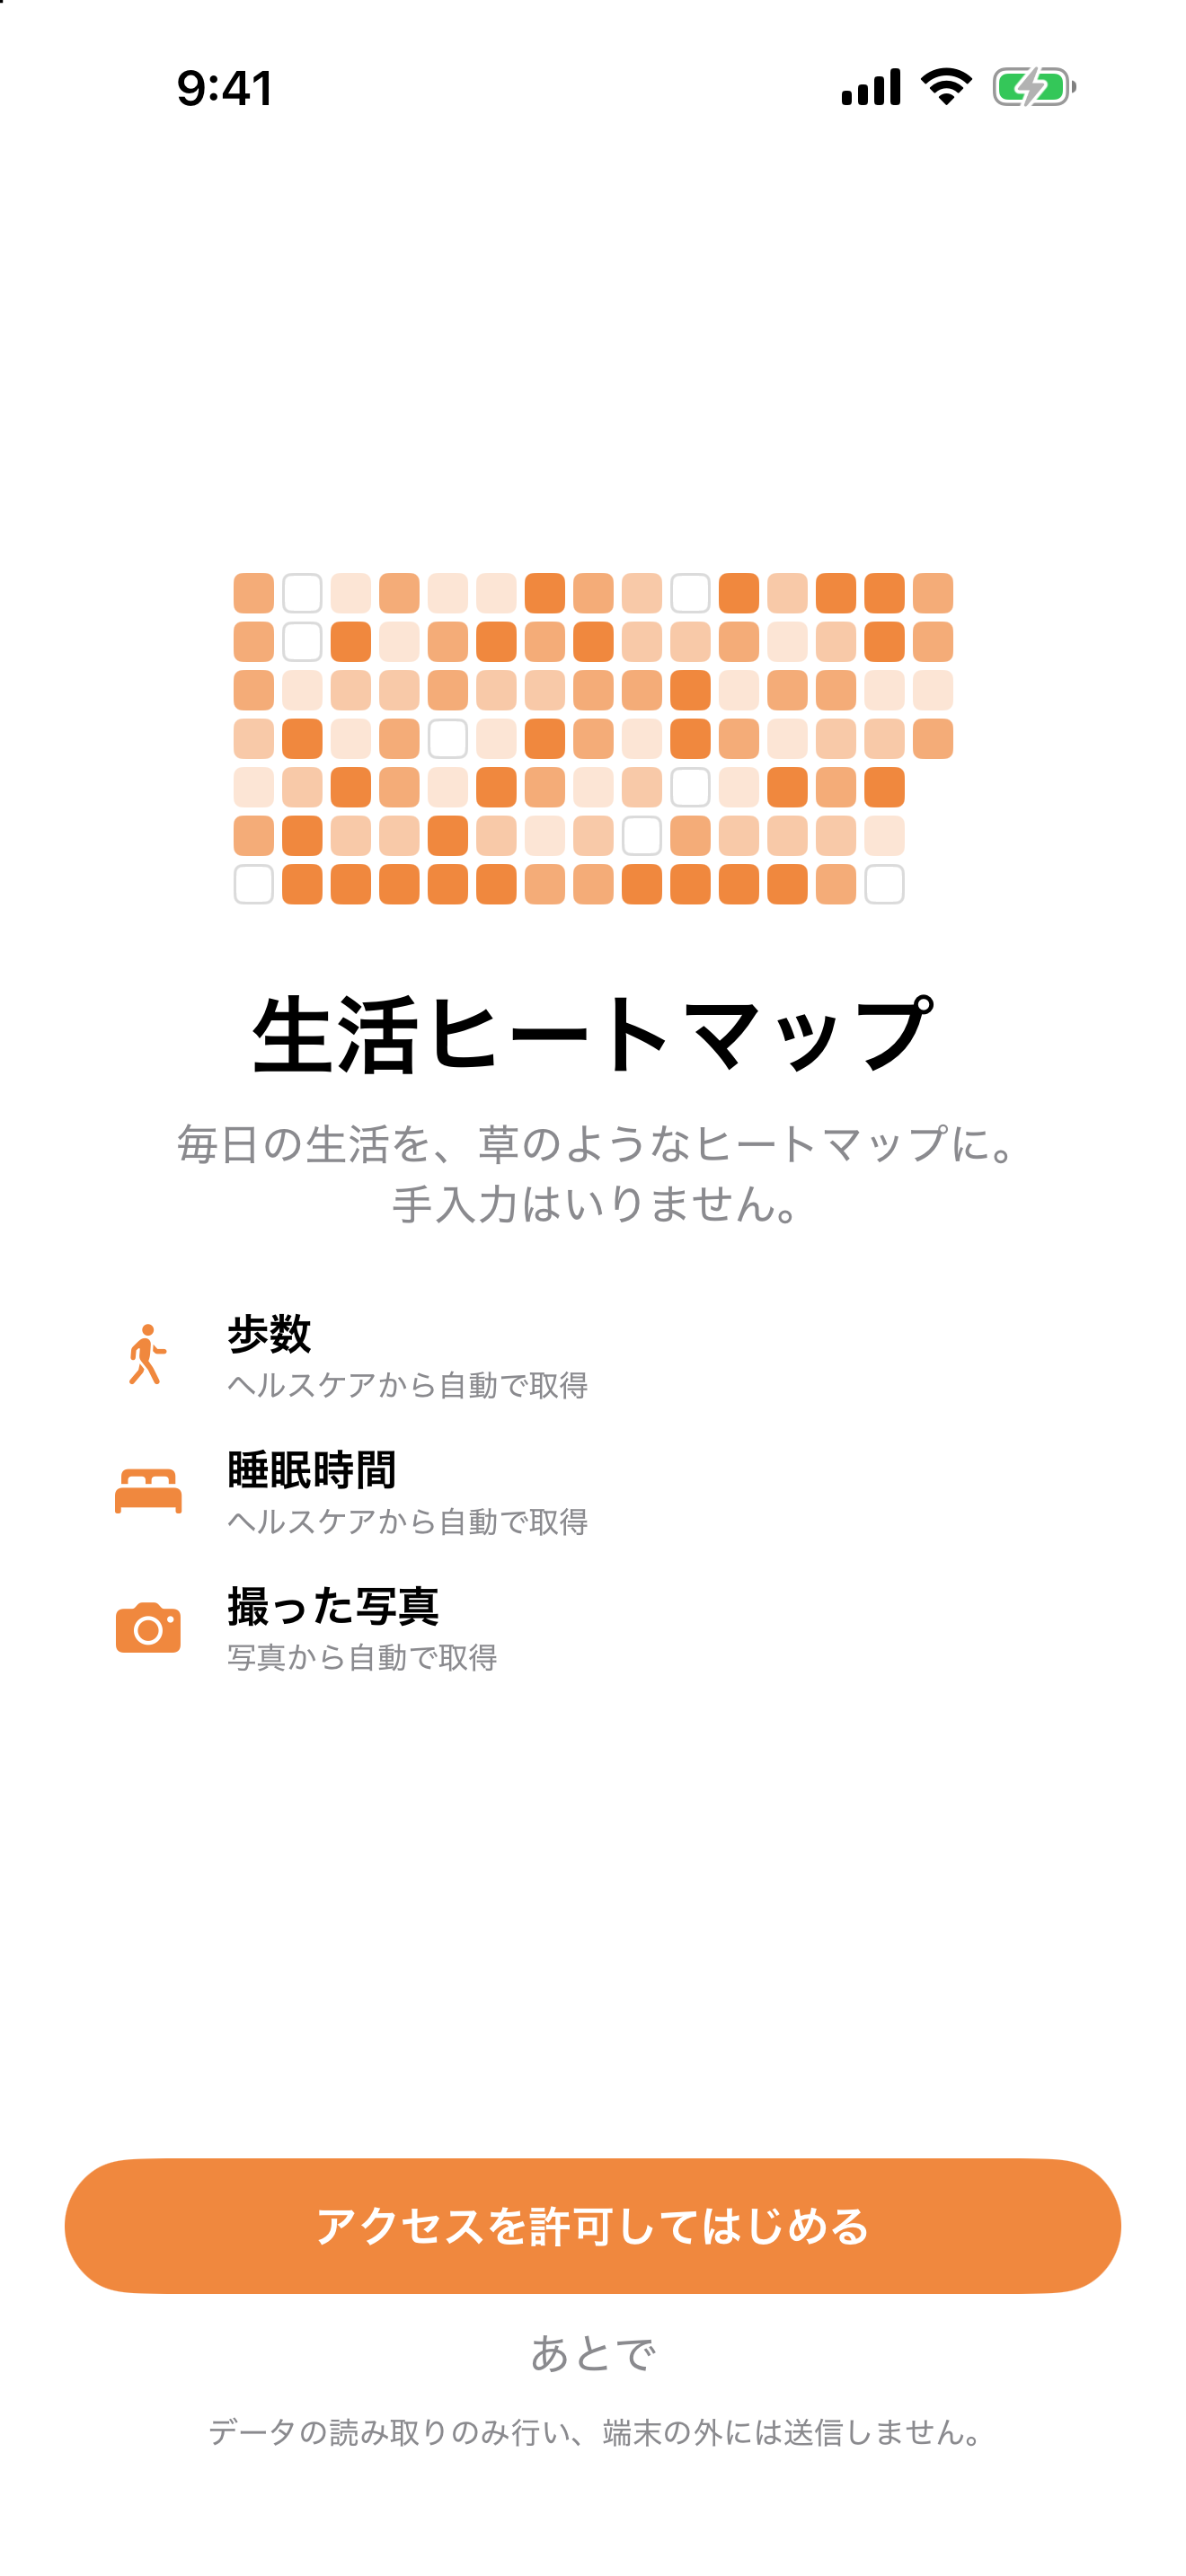 9:41
生活ヒートマップ
毎日の生活を、草のようなヒートマップに。
手入力はいりません。
歩数
ヘルスケアから自動で取得
睡眠時間
ヘルスケアから自動で取得
撮った写真
写真から自動で取得
アクセスを許可してはじめる
あとで
データの読み取りのみ行い、端末の外には送信しません。